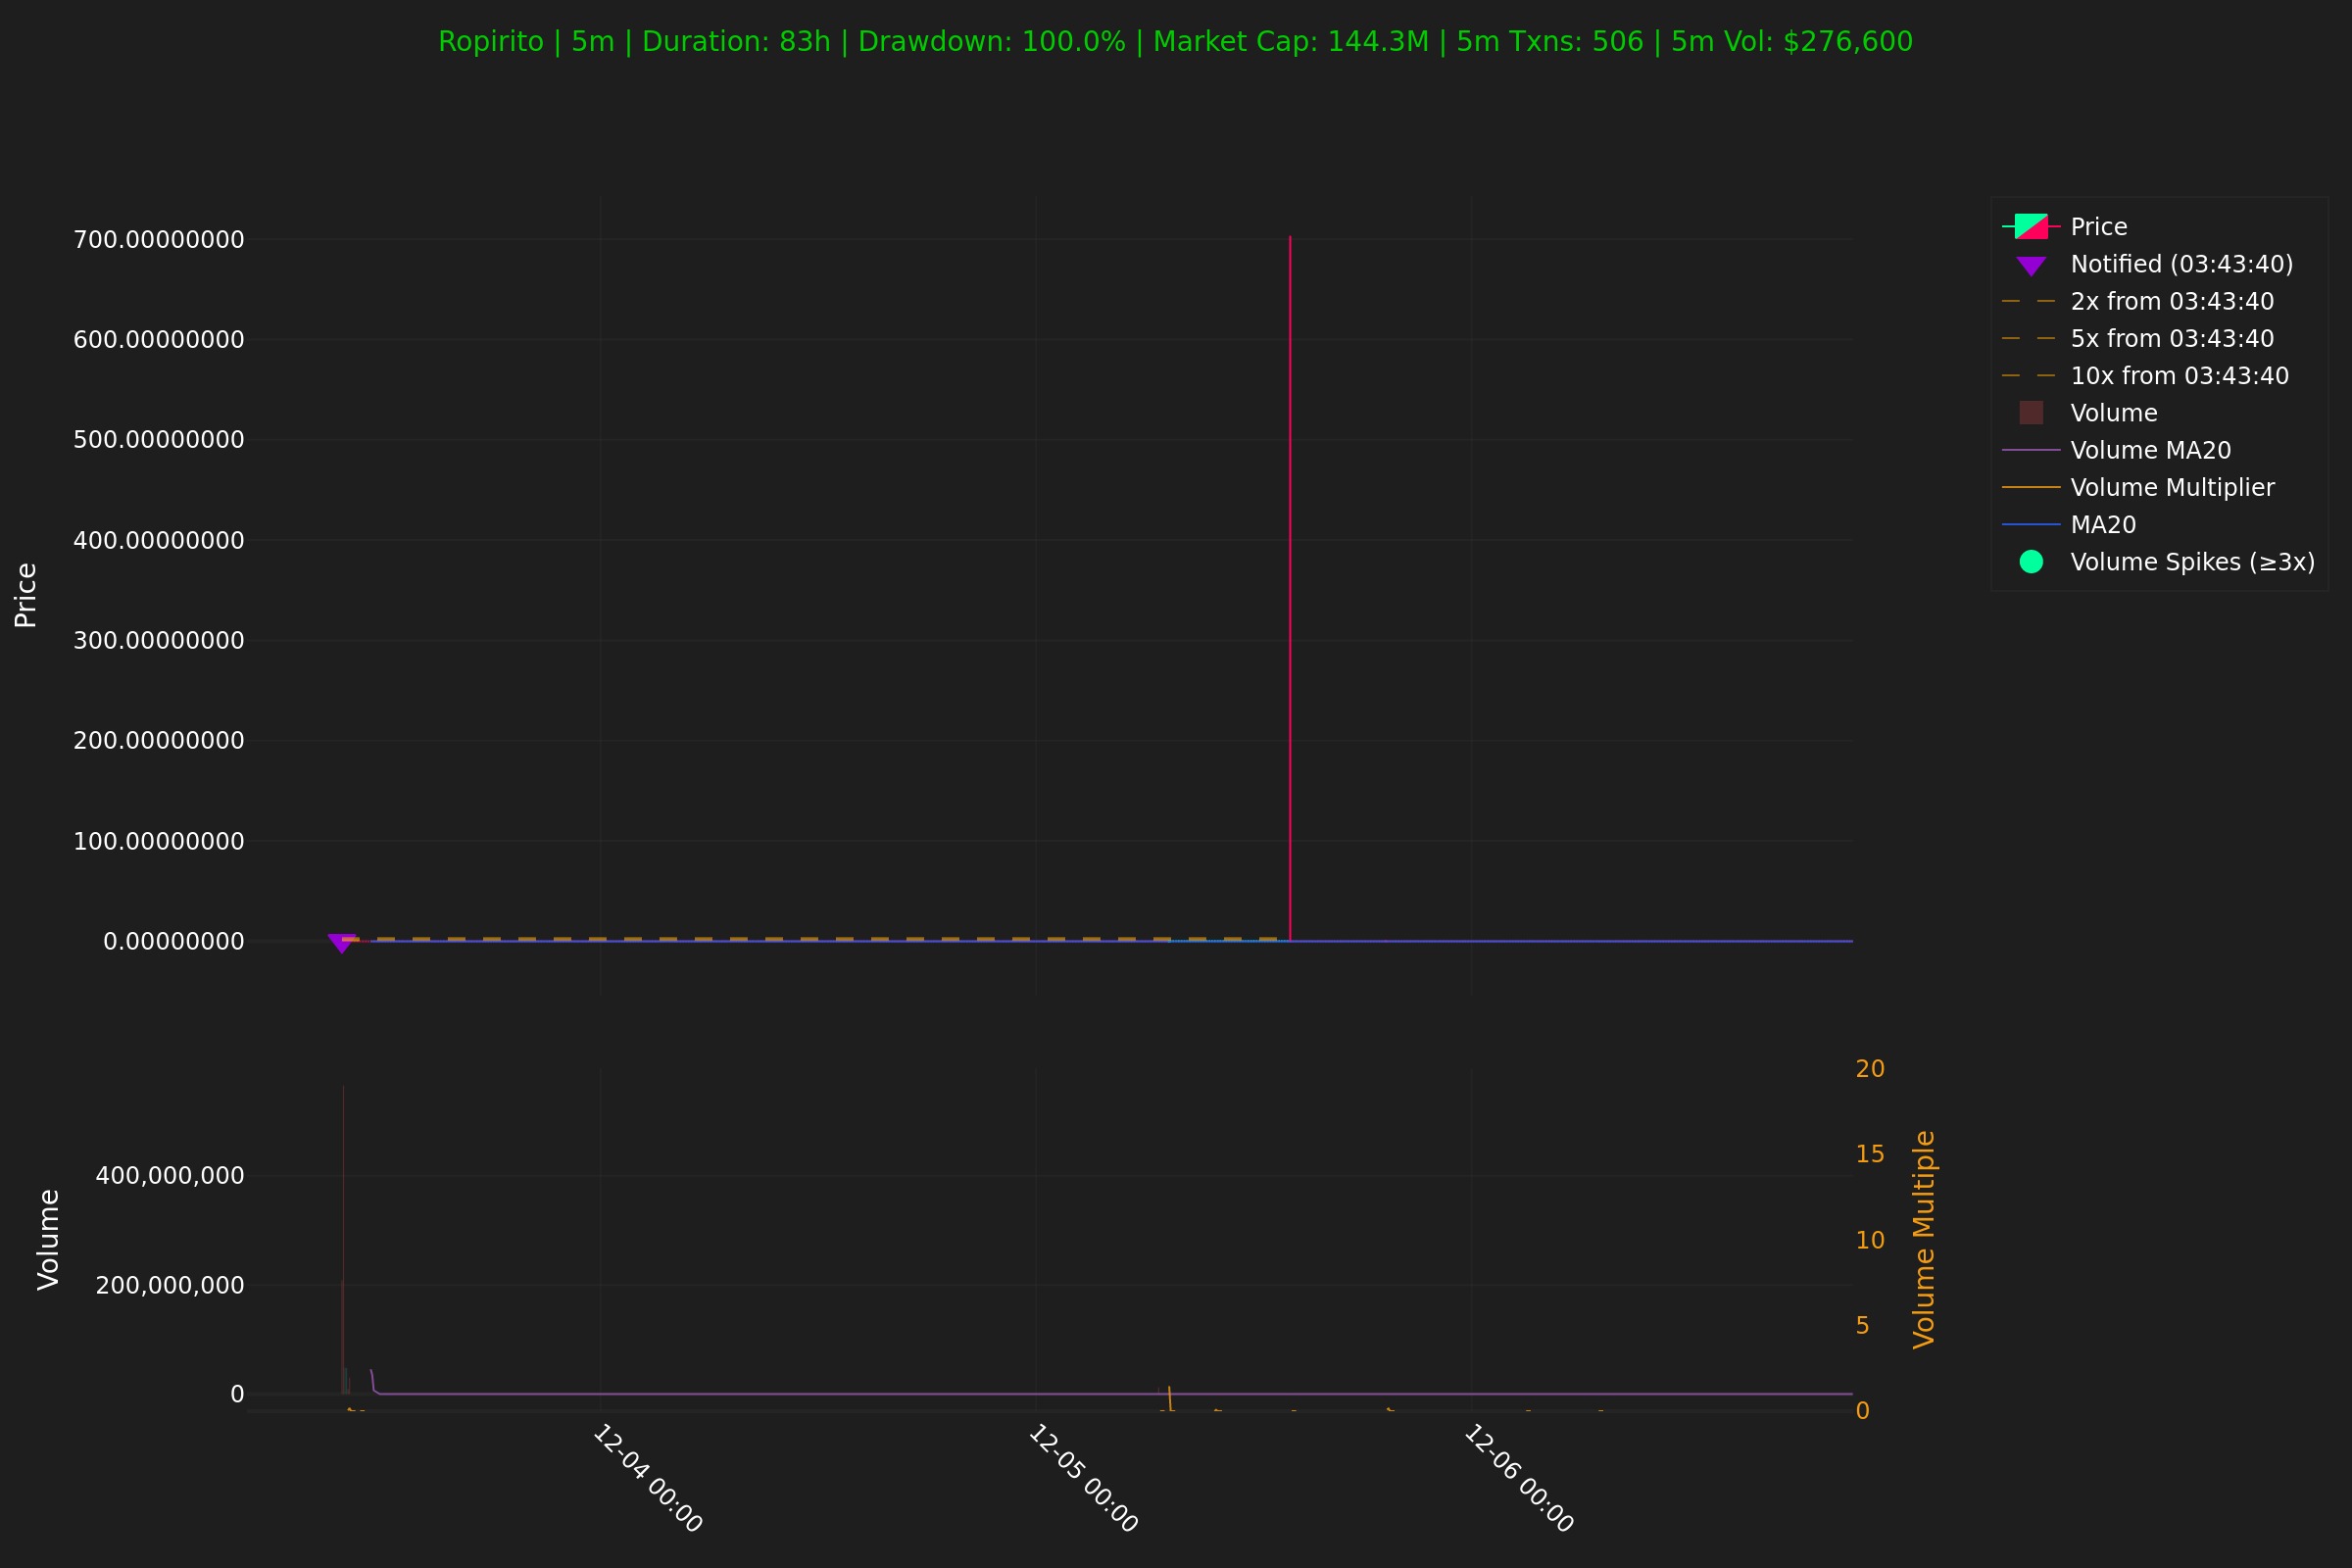 Ropirito | 5m | Duration: 83h | Drawdown: 100.0% | Market Cap: 144.3M | 5m Txns: 506 | 5m Vol: $276,600
Price
700.00000000
600.00000000
500.00000000
400.00000000
300.00000000
200.00000000
100.00000000
0.00000000
Price
Notified (03:43:40)
2x from 03:43:40
5x from 03:43:40
10x from 03:43:40
Volume
Volume MA20
Volume Multiplier
MA20
Volume Spikes (≥3x)
Volume
400,000,000
200,000,000
0
20
15
10
5
0
Volume Multiple
12-04 00:00
12-05 00:00
12-06 00:00